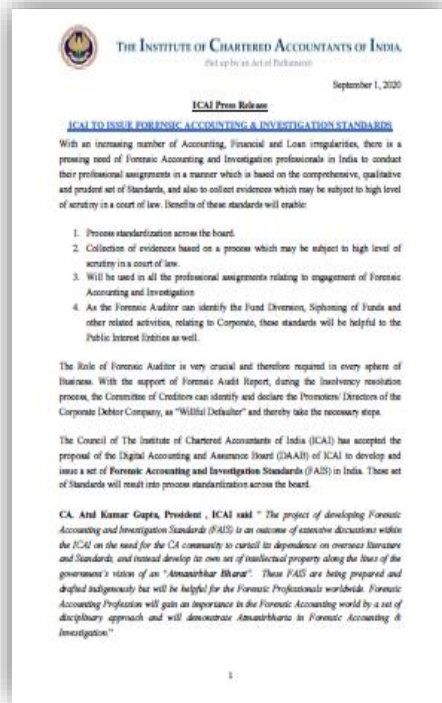 THE INSTITUTE OF CHARTERED ACCOUNTANTS OF INDIA
(Set up by an Act of Parliament)
September 1, 2020
ICAI Press Release
ICAI TO ISSUE FORENSIC ACCOUNTING & INVESTIGATION STANDARDS
With an increasing number of Accounting, Financial and Loan irregularities, there is a
pressing need of Forensic Accounting and Investigation professionals in India to conduct
their professional assignments in a manner which is based on the comprehensive, qualitative
and prudent set of Standards, and also to collect evidences which may be subject to high level
of scrutiny in a court of law. Benefits of these standards will enable:
1. Process standardization across the board.
2. Collection of evidences based on a process which may be subject to high level of
scrutiny in a court of law.
3. Will be used in all the professional assignments relating to engagement of Forensic
Accounting and Investigation
4. As the Forensic Auditor can identify the Fund Diversion, Siphoning of Funds and
other related activities, relating to Corporate, these standards will be helpful to the
Public Interest Entities as well.
The Role of Forensic Auditor is very crucial and therefore required in every sphere of
Business. With the support of Forensic Audit Report, during the Insolvency resolution
process, the Committee of Creditors can identify and declare the Promoters/ Directors of the
Corporate Debtor Company, as "Willful Defaulter" and thereby take the necessary steps.
The Council of The Institute of Chartered Accountants of India (ICAI) has accepted the
proposal of the Digital Accounting and Assurance Board (DAAB) of ICAI to develop and
issue a set of Forensic Accounting and Investigation Standards (FAIS) in India. These set
of Standards will result into process standardization across the board.
CA. Atul Kumar Gupta, President , ICAI said " The project of developing Forensic
Accounting and Investigation Standards (FAIS) is an outcome of extensive discussions within
the ICAI on the need for the CA community to curtail its dependence on overseas literature
and Standards, and instead develop its own set of intellectual property along the lines of the
government's vision of an "Atmanirbhar Bharat". These FAIS are being prepared and
drafted indigenously but will be helpful for the Forensic Professionals worldwide. Forensic
Accounting Profession will gain an importance in the Forensic Accounting world by a set of
disciplinary approach and will demonstrate Atmanirbharta in Forensic Accounting &
Investigation."
1